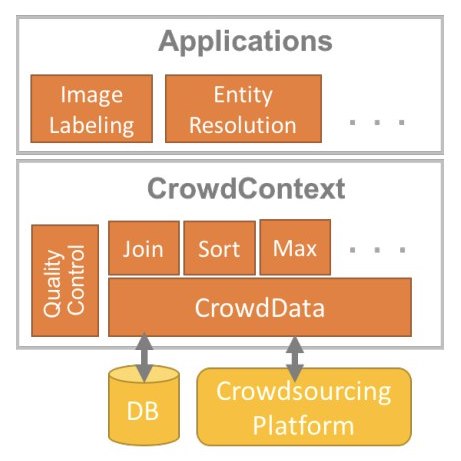 Applications
Image
Labeling
Entity
Resolution
. . .
CrowdContext
Quality
Control
Join
Sort
Max
. . .
CrowdData
DB
Crowdsourcing
Platform